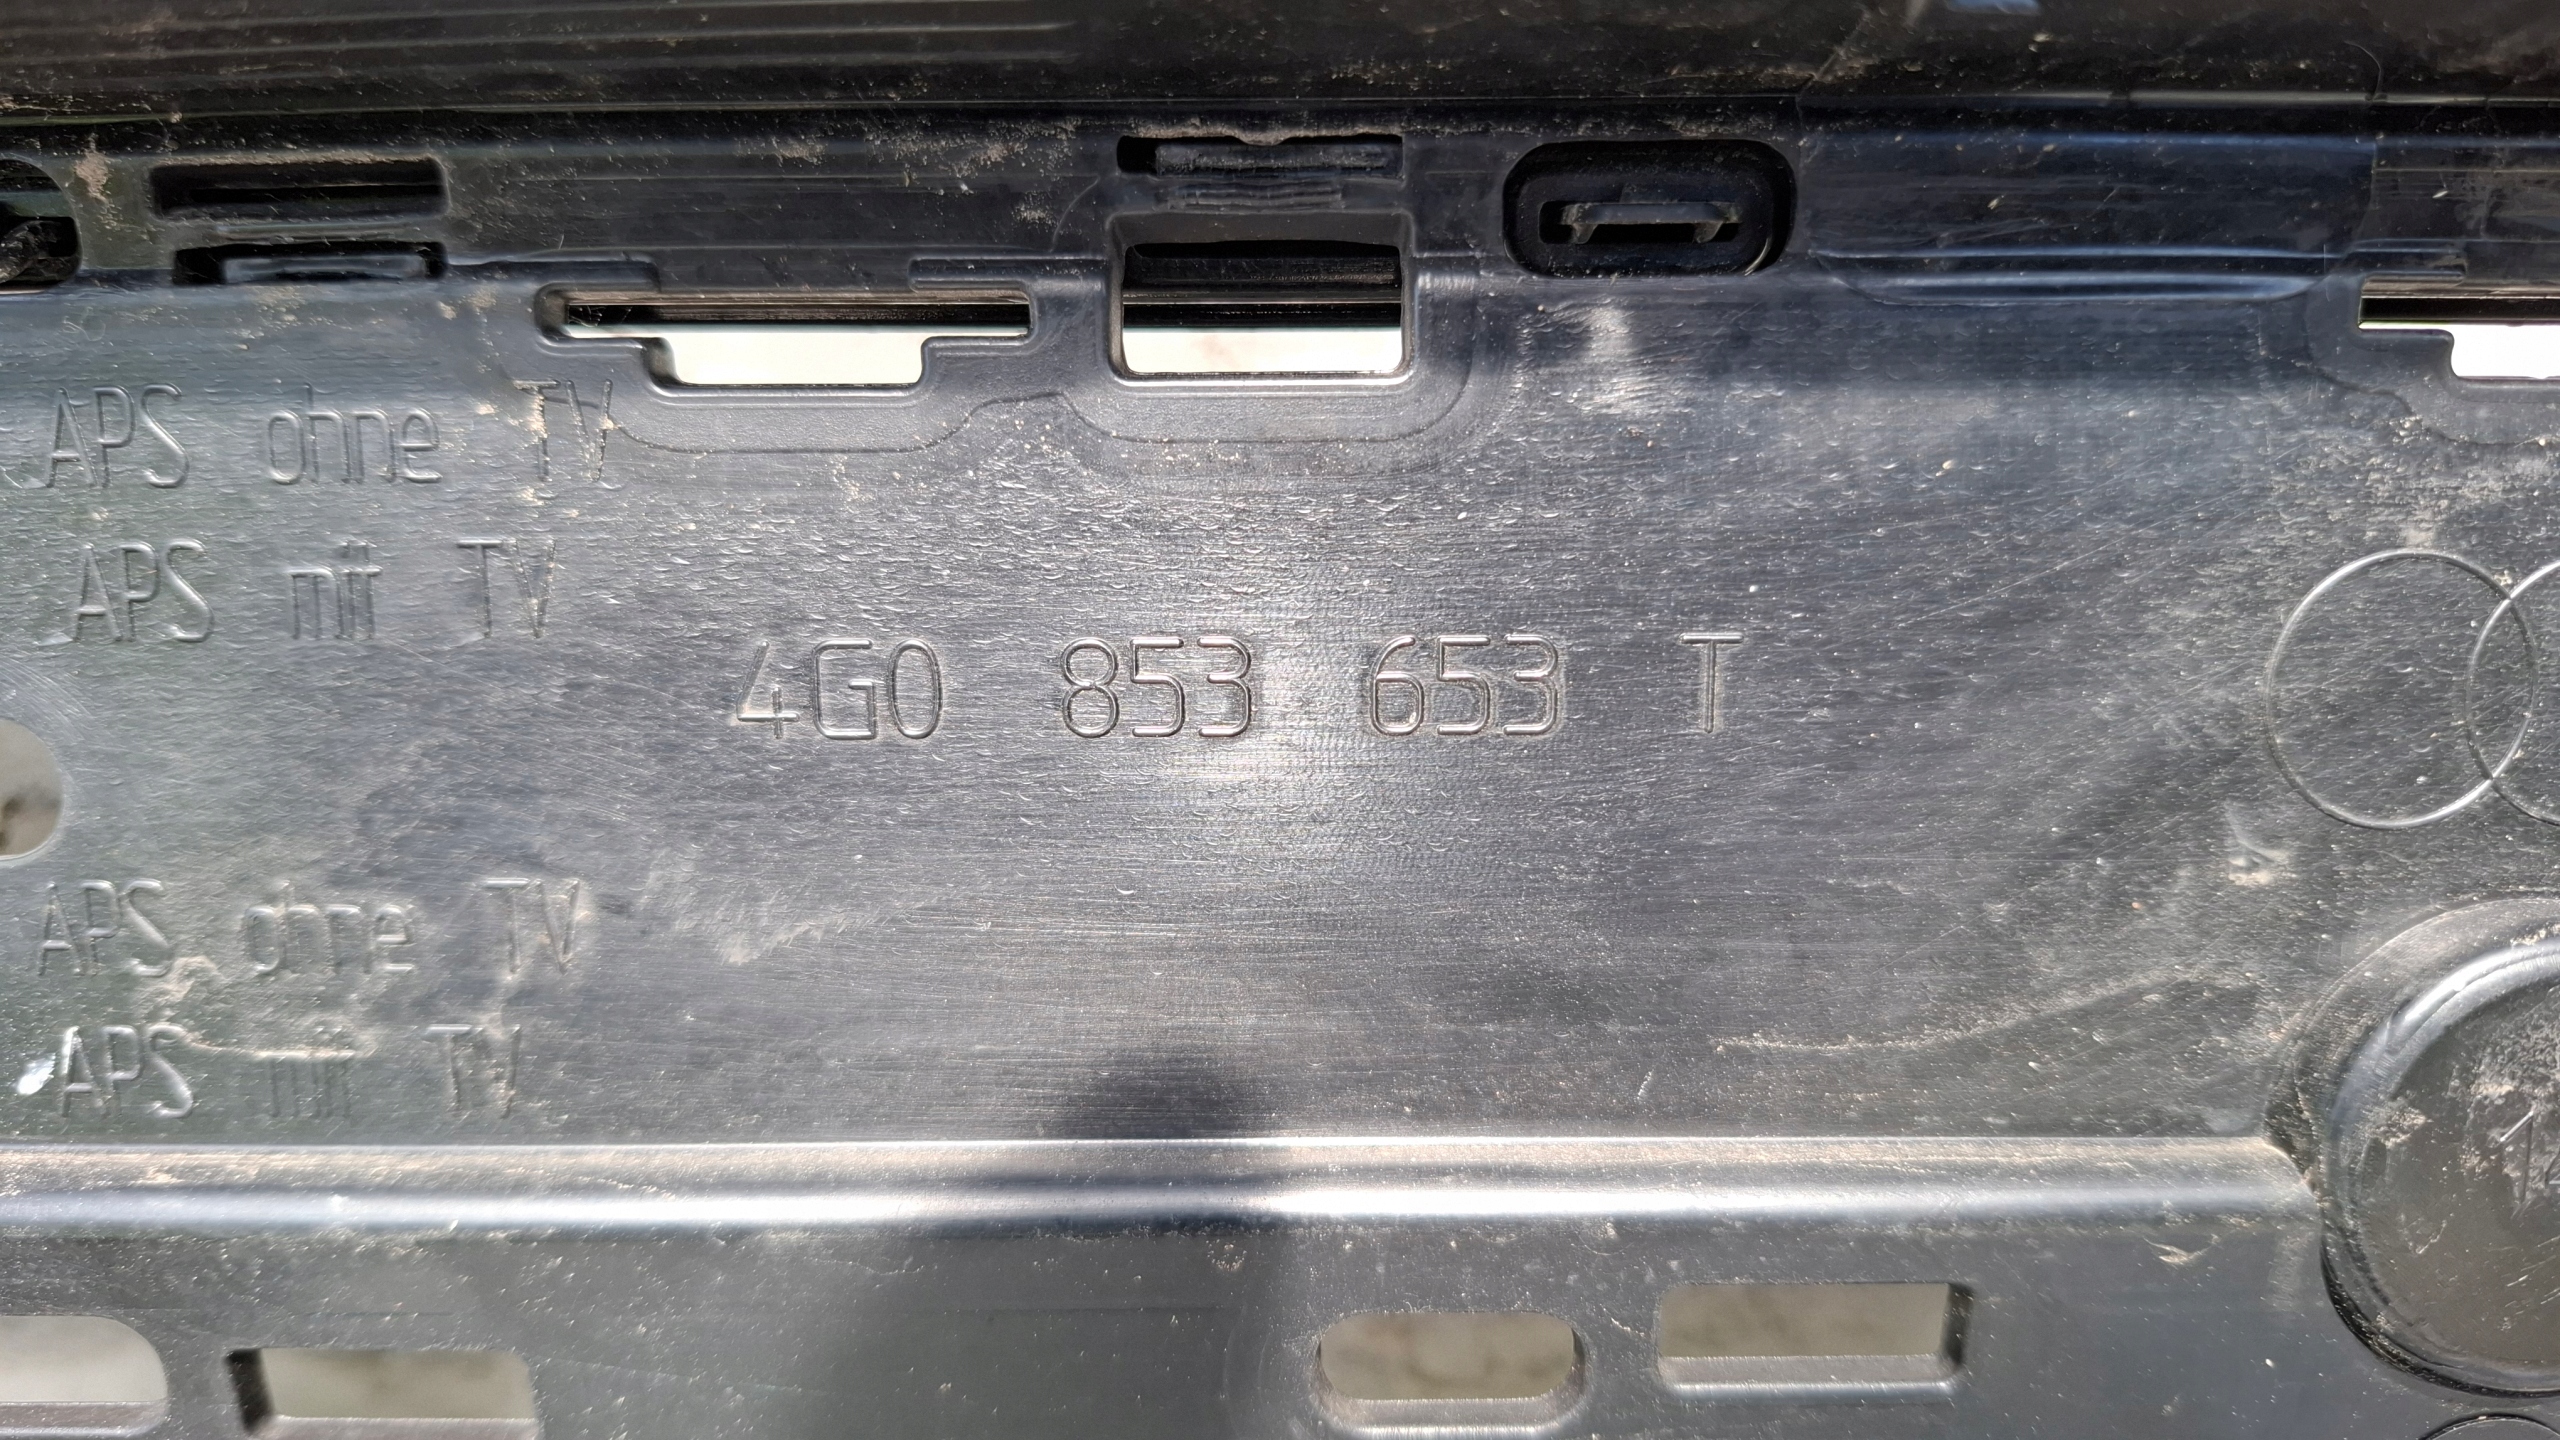 APS ohne TV
APS mit TV
4G0 853 653 T
APS ohne TV
APS mit TV